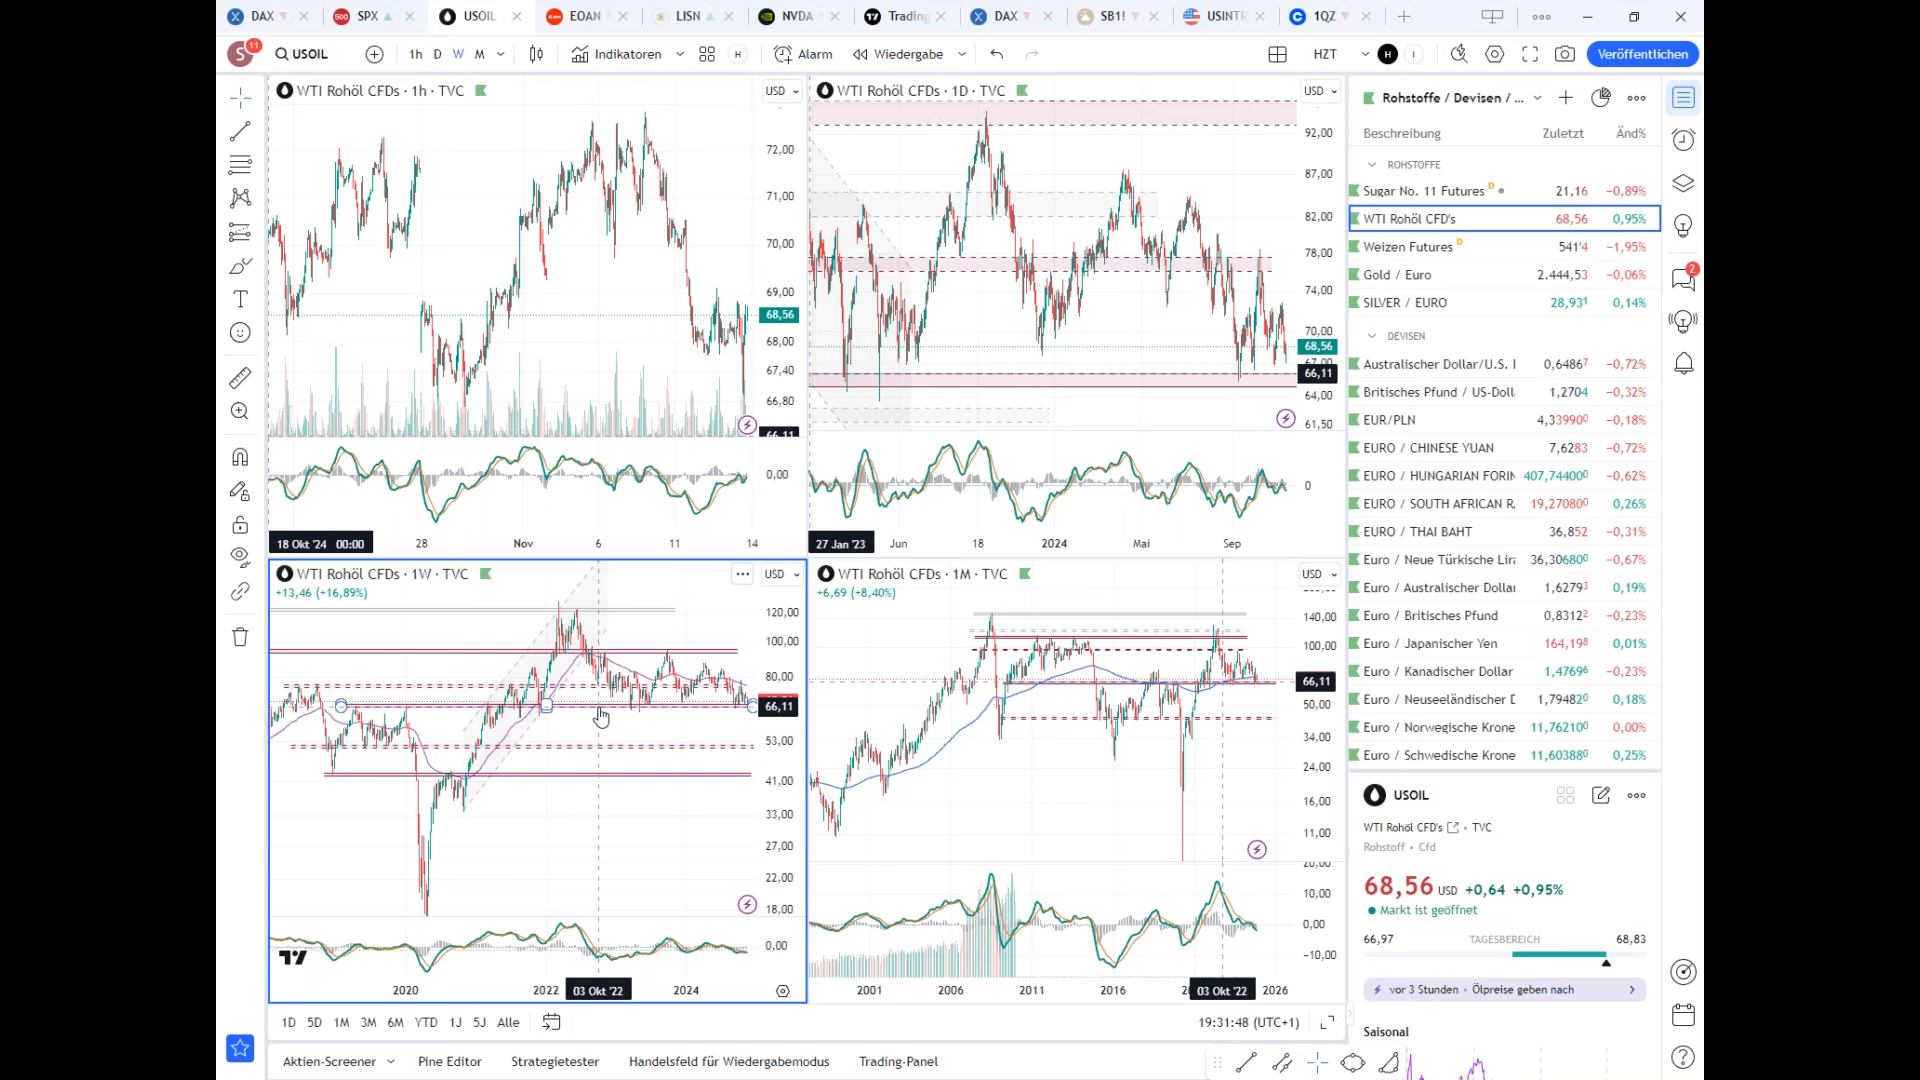 DAX
SPX
USOIL
EOAN
LISN
NVDA
Trading
DAX
SB1!
USINTR
1QZ
S
11
USOIL
1h
D
W
M
Indikatoren
H
Alarm
Wiedergabe
HZT
H
I
Veröffentlichen
WTI Rohöl CFDs · 1h · TVC
USD
72,00
71,00
70,00
69,00
68,56
68,00
67,40
66,80
66,11
0,00
18 Okt '24 00:00
28
Nov
6
11
14
WTI Rohöl CFDs · 1D · TVC
USD
92,00
87,00
82,00
78,00
74,00
70,00
68,56
67,00
66,11
64,00
61,50
0
27 Jan '23
Jun
18
2024
Mai
Sep
WTI Rohöl CFDs · 1W · TVC
USD
+13,46 (+16,89%)
120,00
100,00
80,00
66,11
53,00
41,00
33,00
27,00
22,00
18,00
0,00
2020
2022
03 Okt '22
2024
WTI Rohöl CFDs · 1M · TVC
USD
+6,69 (+8,40%)
140,00
100,00
66,11
50,00
34,00
24,00
16,00
11,00
20,00
10,00
0,00
−10,00
2001
2006
2011
2016
03 Okt '22
2026
1D
5D
1M
3M
6M
YTD
1J
5J
Alle
19:31:48 (UTC+1)
Aktien-Screener
Pine Editor
Strategietester
Handelsfeld für Wiedergabemodus
Trading-Panel
Rohstoffe / Devisen / ...
Beschreibung Zuletzt Änd%
ROHSTOFFE
Sugar No. 11 Futures D 21,16 −0,89%
WTI Rohöl CFD's 68,56 0,95%
Weizen Futures D 541'4 −1,95%
Gold / Euro 2.444,53 −0,06%
SILVER / EURO 28,931 0,14%
DEVISEN
Australischer Dollar/U.S. 0,64867 −0,72%
Britisches Pfund / US-Doll 1,2704 −0,32%
EUR/PLN 4,339900 −0,18%
EURO / CHINESE YUAN 7,6283 −0,72%
EURO / HUNGARIAN FORIN 407,744000 −0,62%
EURO / SOUTH AFRICAN R 19,270800 0,26%
EURO / THAI BAHT 36,852 −0,31%
Euro / Neue Türkische Lira 36,306800 −0,67%
Euro / Australischer Dollar 1,62793 0,19%
Euro / Britisches Pfund 0,83122 −0,23%
Euro / Japanischer Yen 164,198 0,01%
Euro / Kanadischer Dollar 1,47696 −0,23%
Euro / Neuseeländischer D 1,794820 0,18%
Euro / Norwegische Krone 11,762100 0,00%
Euro / Schwedische Krone 11,603880 0,25%
USOIL
WTI Rohöl CFD's · TVC
Rohstoff · Cfd
68,56 USD +0,64 +0,95%
Markt ist geöffnet
66,97 TAGESBEREICH 68,83
vor 3 Stunden · Ölpreise geben nach
Saisonal
2